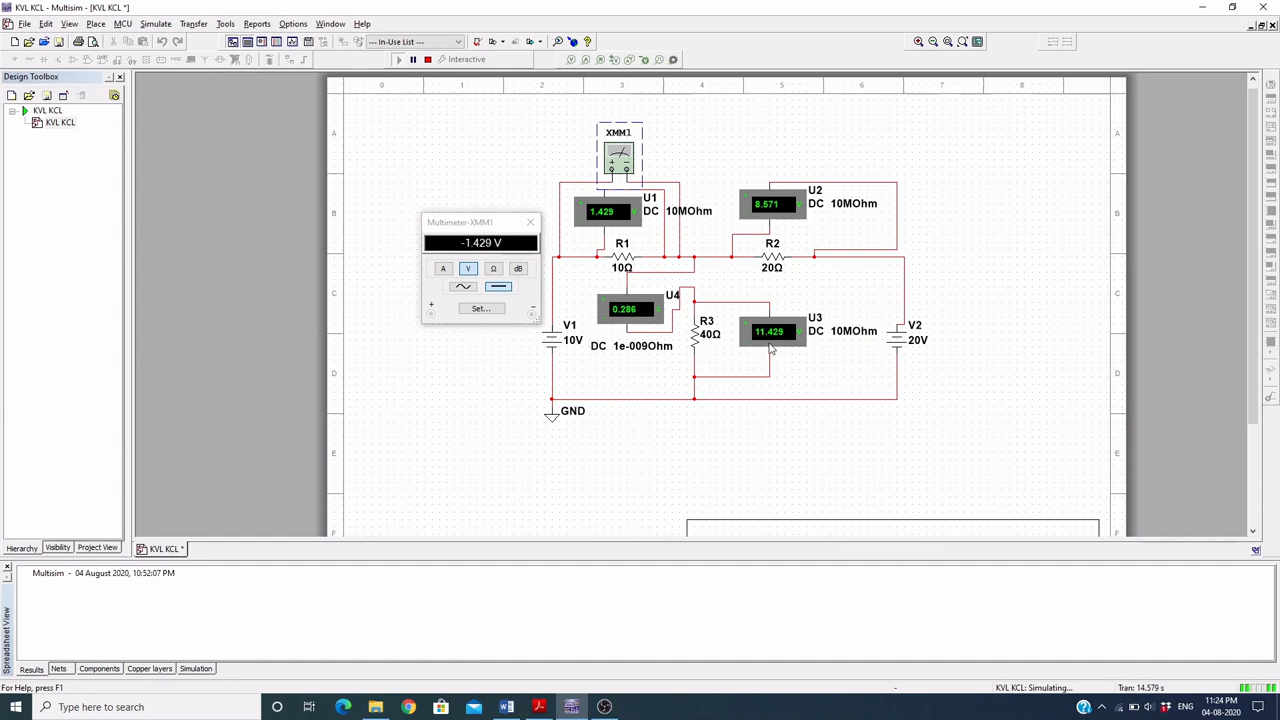 KVL KCL - Multisim - [KVL KCL *]
File Edit View Place MCU Simulate Transfer Tools Reports Options Window Help
--- In-Use List ---
Interactive
Design Toolbox
KVL KCL
KVL KCL
0 1 2 3 4 5 6 7 8
A A
B B
C C
D D
E E
F F
XMM1
U1
1.429 V
DC 10MOhm
U2
8.571 V
DC 10MOhm
Multimeter-XMM1
-1.429 V
A V Ω dB
+ −
Set...
R1
10Ω
R2
20Ω
U4
0.286
DC 1e-009Ohm
R3
40Ω
U3
11.429 V
DC 10MOhm
V1
10V
V2
20V
GND
Hierarchy Visibility Project View
KVL KCL *
Multisim - 04 August 2020, 10:52:07 PM
Spreadsheet View
Results Nets Components Copper layers Simulation
For Help, press F1
-
KVL KCL: Simulating...
Tran: 14.579 s
Type here to search
ENG
11:24 PM
04-08-2020